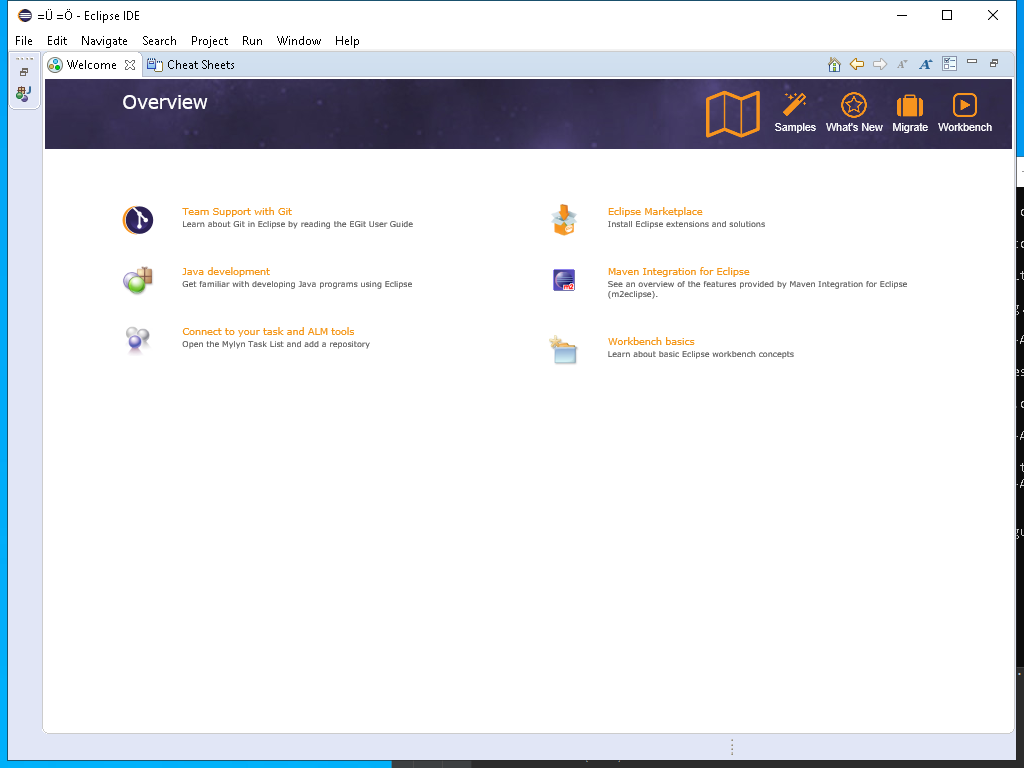 =Ü =Ö - Eclipse IDE
File Edit Navigate Search Project Run Window Help
Welcome Cheat Sheets
Overview
Samples What's New Migrate Workbench
Team Support with Git
Learn about Git in Eclipse by reading the EGit User Guide
Eclipse Marketplace
Install Eclipse extensions and solutions
Java development
Get familiar with developing Java programs using Eclipse
Maven Integration for Eclipse
See an overview of the features provided by Maven Integration for Eclipse
(m2eclipse).
Connect to your task and ALM tools
Open the Mylyn Task List and add a repository
Workbench basics
Learn about basic Eclipse workbench concepts